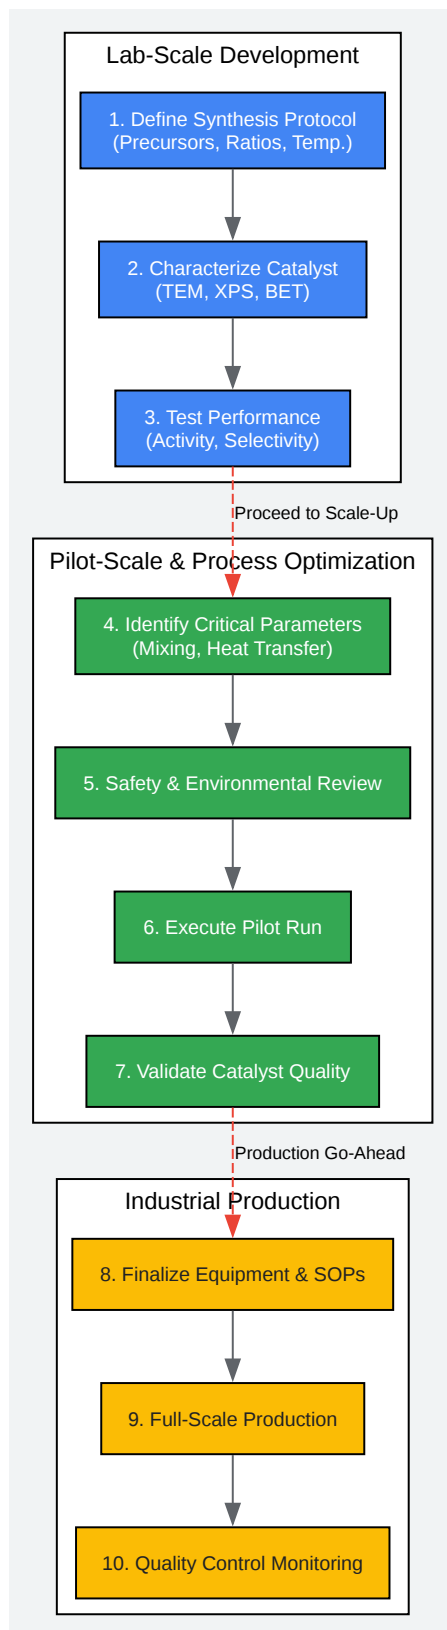 Lab-Scale Development
1. Define Synthesis Protocol
(Precursors, Ratios, Temp.)
2. Characterize Catalyst
(TEM, XPS, BET)
3. Test Performance
(Activity, Selectivity)
Proceed to Scale-Up
Pilot-Scale & Process Optimization
4. Identify Critical Parameters
(Mixing, Heat Transfer)
5. Safety & Environmental Review
6. Execute Pilot Run
7. Validate Catalyst Quality
Production Go-Ahead
Industrial Production
8. Finalize Equipment & SOPs
9. Full-Scale Production
10. Quality Control Monitoring